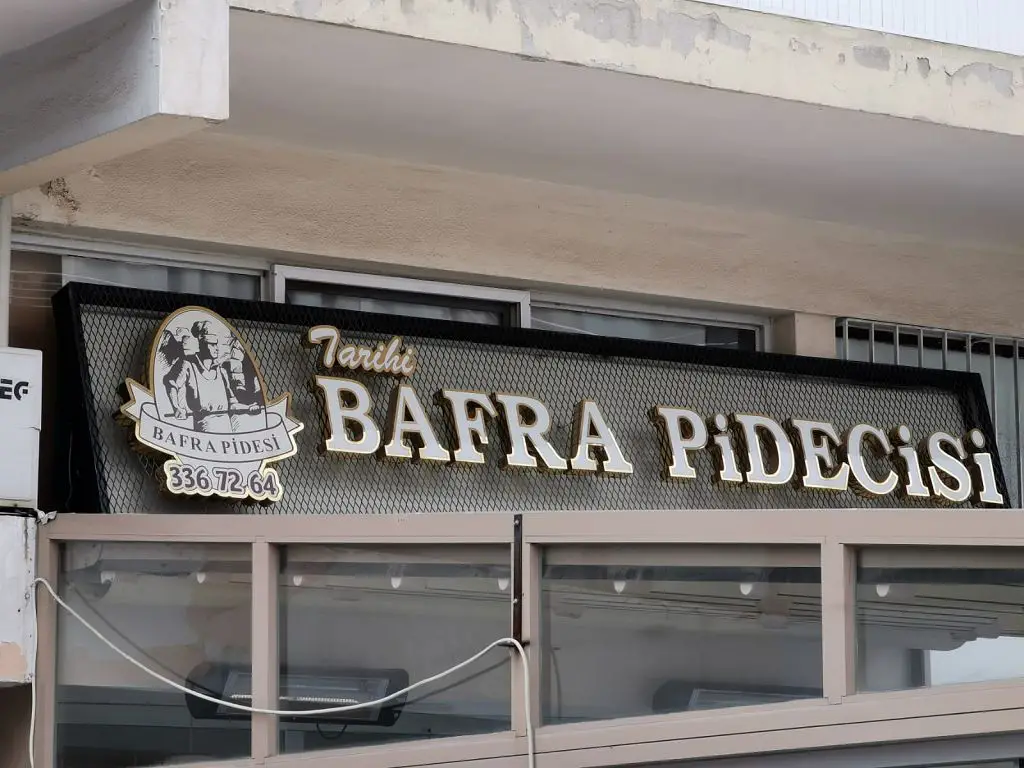 Tarihi
BAFRA PiDECiSi
BAFRA PİDESİ
336 72 64